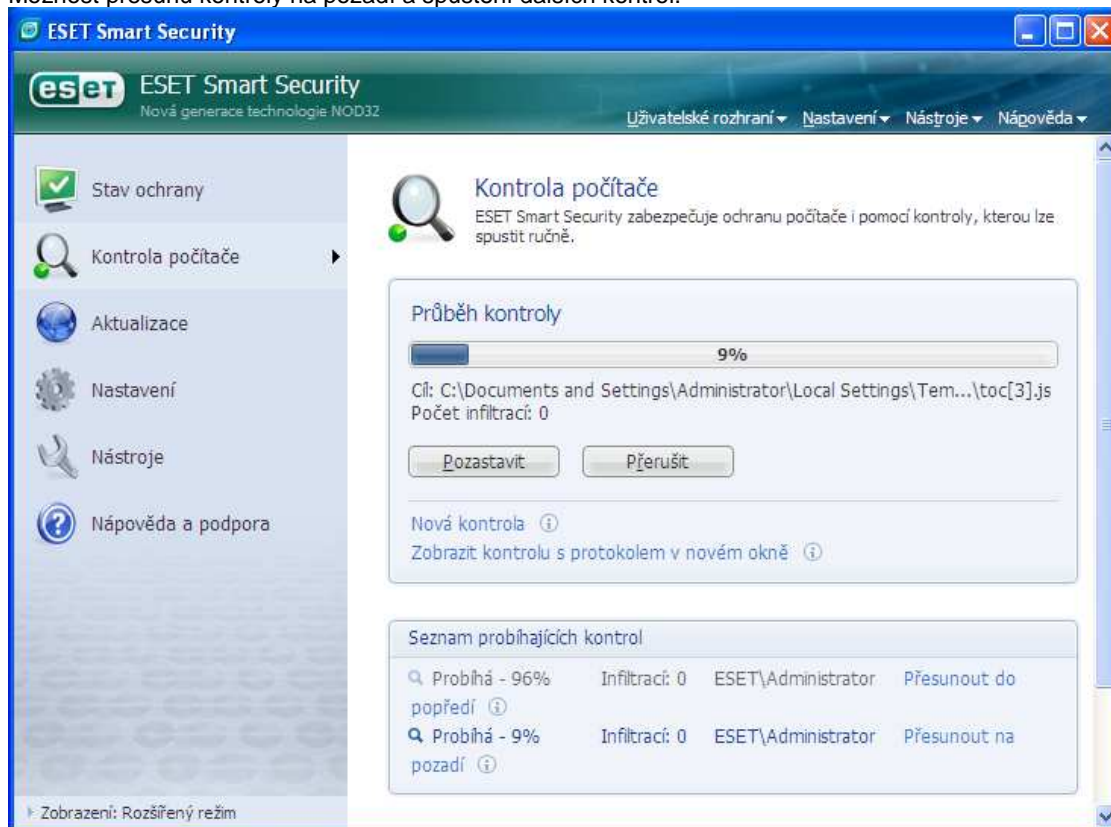 Možnost přesunu kontroly na pozadí a spuštění dalších kontrol.
ESET Smart Security
eset
ESET Smart Security
Nová generace technologie NOD32
Uživatelské rozhraní Nastavení Nástroje Nápověda
Stav ochrany
Kontrola počítače
Aktualizace
Nastavení
Nástroje
Nápověda a podpora
Zobrazení: Rozšířený režim
Kontrola počítače
ESET Smart Security zabezpečuje ochranu počítače i pomocí kontroly, kterou lze
spustit ručně.
Průběh kontroly
9%
Cíl: C:\Documents and Settings\Administrator\Local Settings\Tem...\toc[3].js
Počet infiltrací: 0
Pozastavit Přerušit
Nová kontrola
Zobrazit kontrolu s protokolem v novém okně
Seznam probíhajících kontrol
Probíhá - 96% Infiltrací: 0 ESET\Administrator Přesunout do
popředí
Probíhá - 9% Infiltrací: 0 ESET\Administrator Přesunout na
pozadí